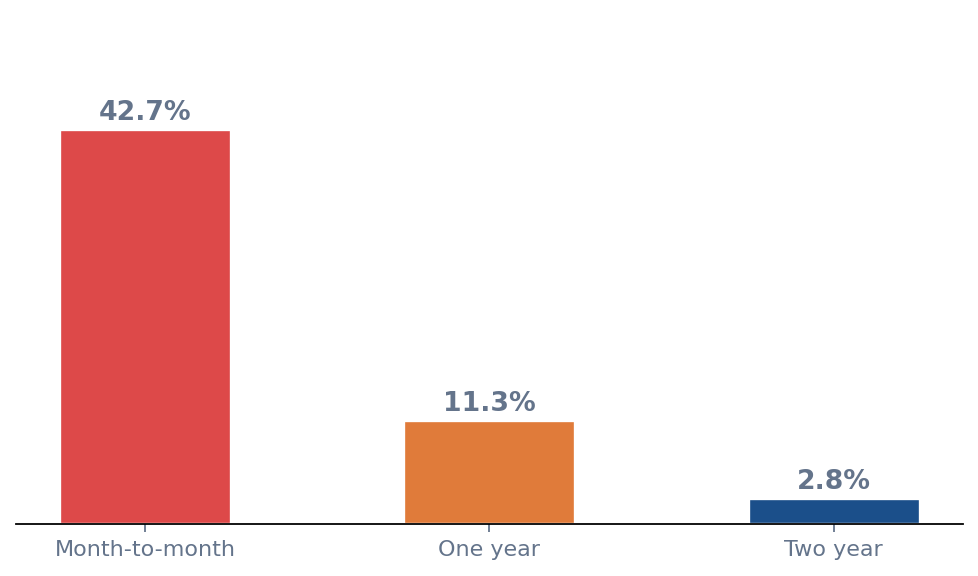 42.7%
11.3%
2.8%
Month-to-month
One year
Two year